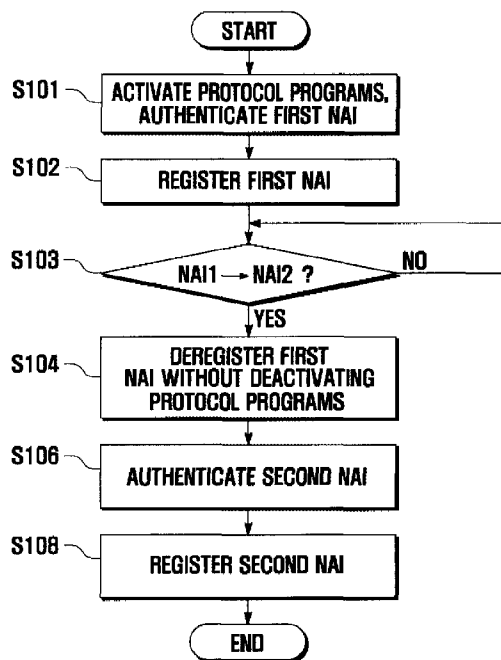 START
S101
ACTIVATE PROTOCOL PROGRAMS,
AUTHENTICATE FIRST NAI
S102
REGISTER FIRST NAI
S103
NAI1 → NAI2 ?
NO
YES
S104
DEREGISTER FIRST
NAI WITHOUT DEACTIVATING
PROTOCOL PROGRAMS
S106
AUTHENTICATE SECOND NAI
S108
REGISTER SECOND NAI
END